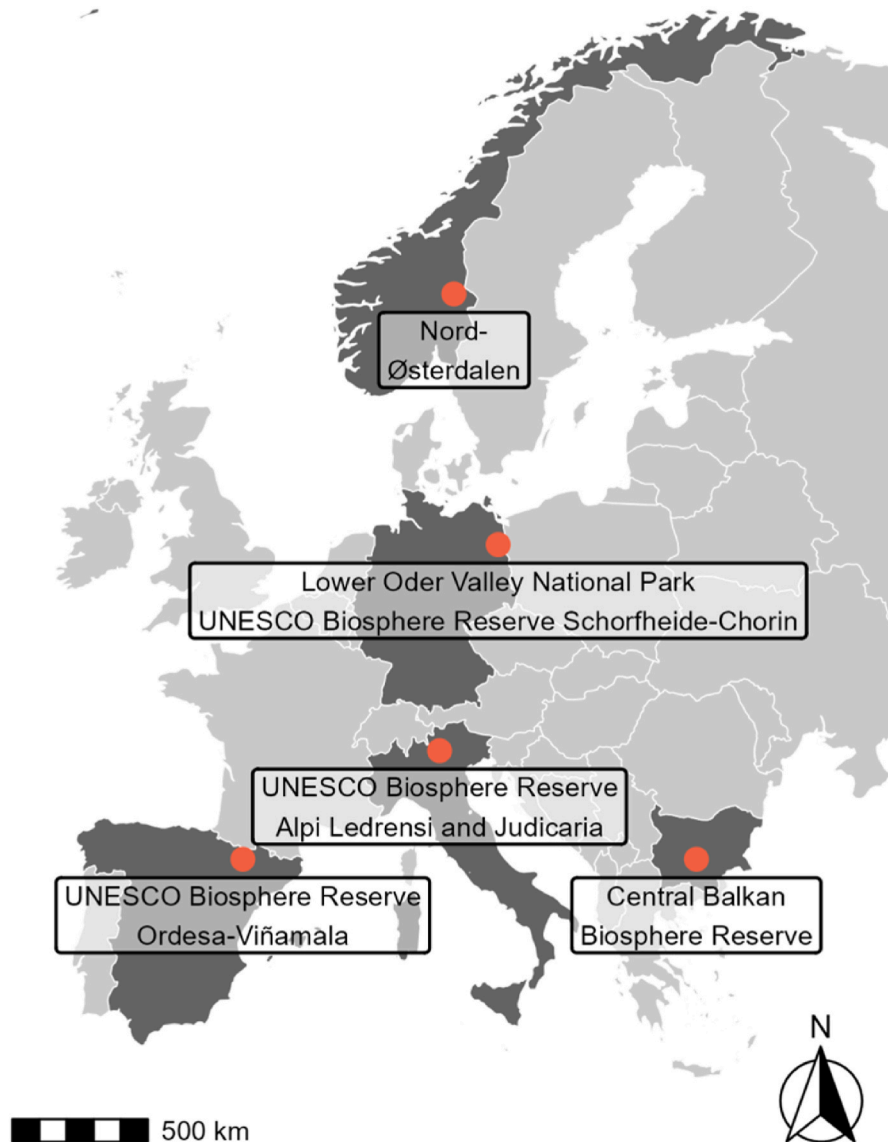 Nord-
Østerdalen
Lower Oder Valley National Park
UNESCO Biosphere Reserve Schorfheide-Chorin
UNESCO Biosphere Reserve
Alpi Ledrensi and Judicaria
UNESCO Biosphere Reserve
Ordesa-Viñamala
Central Balkan
Biosphere Reserve
N
500 km